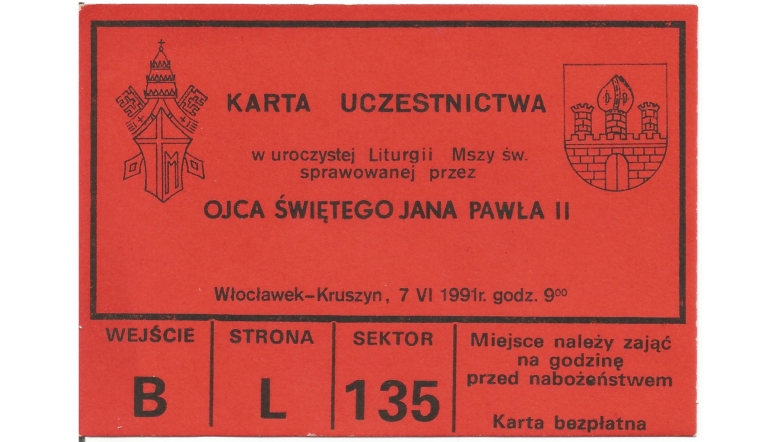 KARTA UCZESTNICTWA
w uroczystej Liturgii Mszy św.
sprawowanej przez
OJCA ŚWIĘTEGO JANA PAWŁA II
Włocławek-Kruszyn, 7 VI 1991r. godz. 9⁰⁰
WEJŚCIE
B
STRONA
L
SEKTOR
135
Miejsce należy zająć
na godzinę
przed nabożeństwem
Karta bezpłatna
M